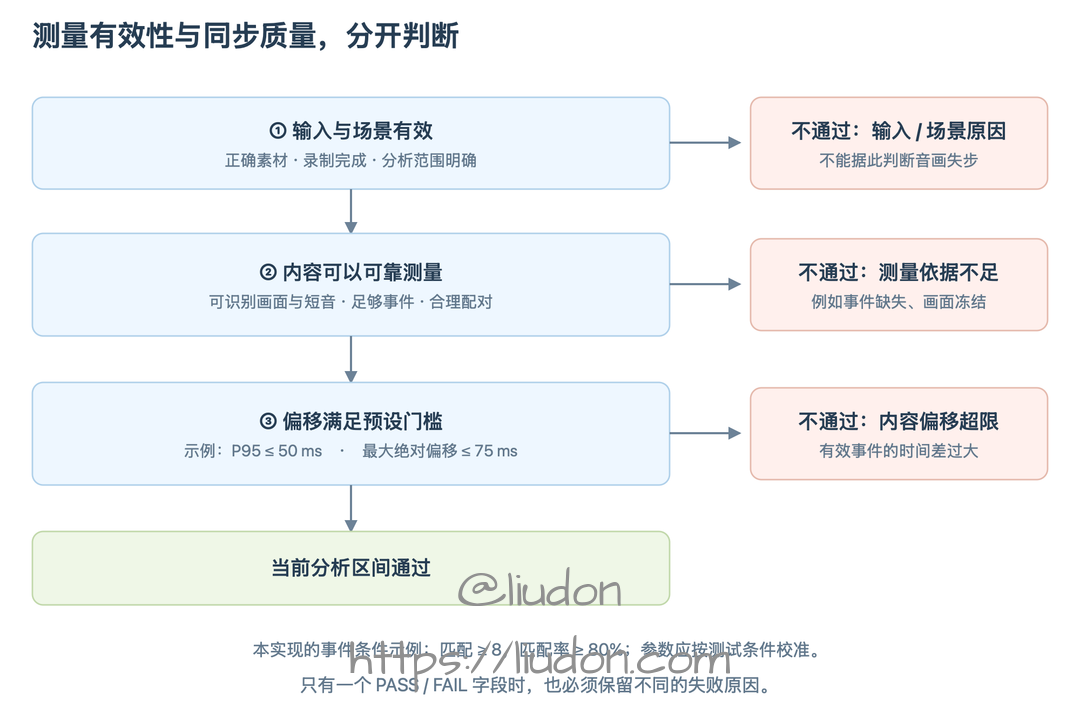 测量有效性与同步质量，分开判断
① 输入与场景有效
正确素材 · 录制完成 · 分析范围明确
不通过：输入 / 场景原因
不能据此判断音画失步
② 内容可以可靠测量
可识别画面与短音 · 足够事件 · 合理配对
不通过：测量依据不足
例如事件缺失、画面冻结
③ 偏移满足预设门槛
示例：P95 ≤ 50 ms · 最大绝对偏移 ≤ 75 ms
不通过：内容偏移超限
有效事件的时间差过大
当前分析区间通过
@liudon
本实现的事件条件示例：匹配 ≥ 8 / 匹配率 ≥ 80%；参数应按测试条件校准。
https://liudon.com
只有一个 PASS / FAIL 字段时，也必须保留不同的失败原因。